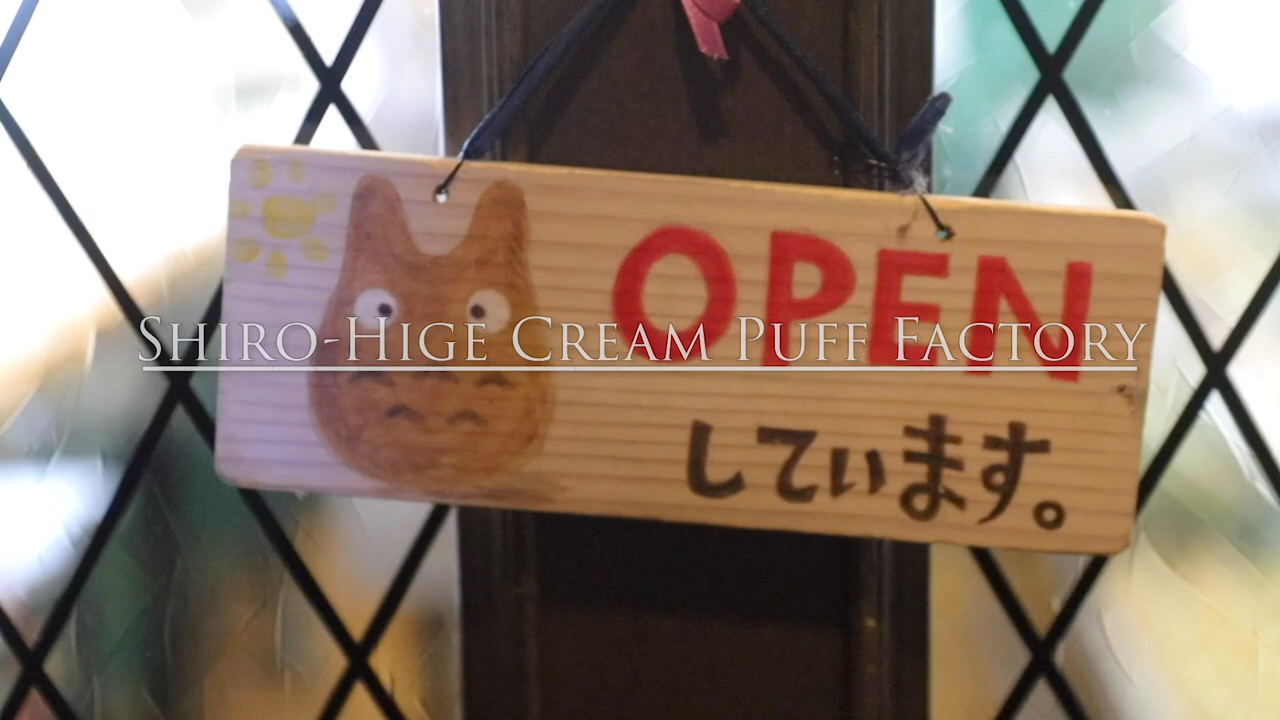 OPEN
Shiro-Hige Cream Puff Factory
しています。